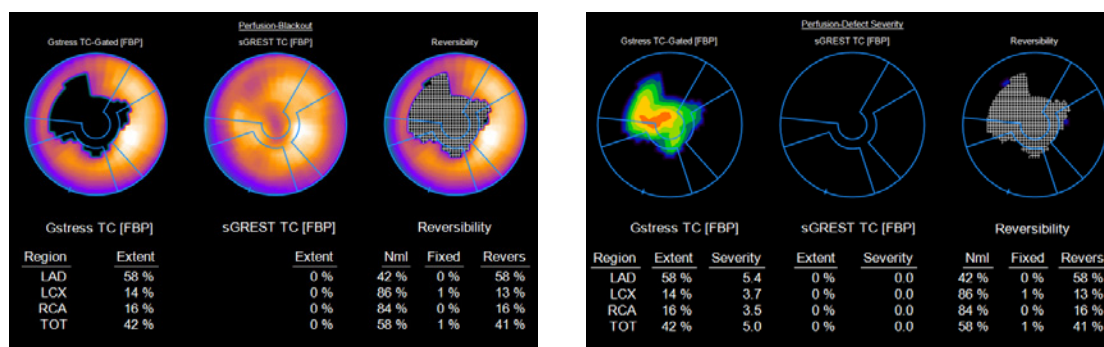 Perfusion-Blackout
Gstress TC-Gated [FBP] sGREST TC [FBP] Reversibility
Gstress TC [FBP] sGREST TC [FBP] Reversibility
Region Extent Extent Nml Fixed Revers
LAD 58 % 0 % 42 % 0 % 58 %
LCX 14 % 0 % 86 % 1 % 13 %
RCA 16 % 0 % 84 % 0 % 16 %
TOT 42 % 0 % 58 % 1 % 41 %
Perfusion-Defect Severity
Gstress TC-Gated [FBP] sGREST TC [FBP] Reversibility
Gstress TC [FBP] sGREST TC [FBP] Reversibility
Region Extent Severity Extent Severity Nml Fixed Revers
LAD 58 % 5.4 0 % 0.0 42 % 0 % 58 %
LCX 14 % 3.7 0 % 0.0 86 % 1 % 13 %
RCA 16 % 3.5 0 % 0.0 84 % 0 % 16 %
TOT 42 % 5.0 0 % 0.0 58 % 1 % 41 %